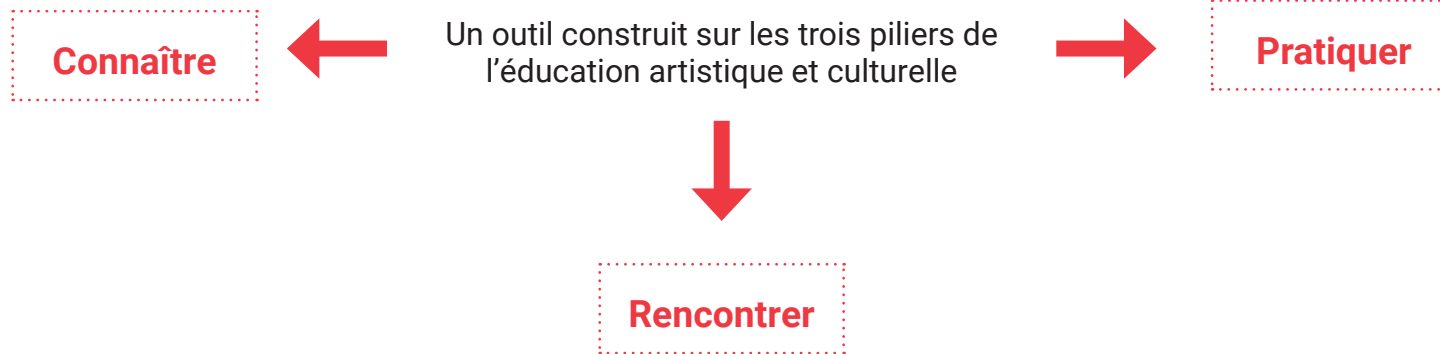 Un outil construit sur les trois piliers de
l’éducation artistique et culturelle
Connaître
Pratiquer
Rencontrer